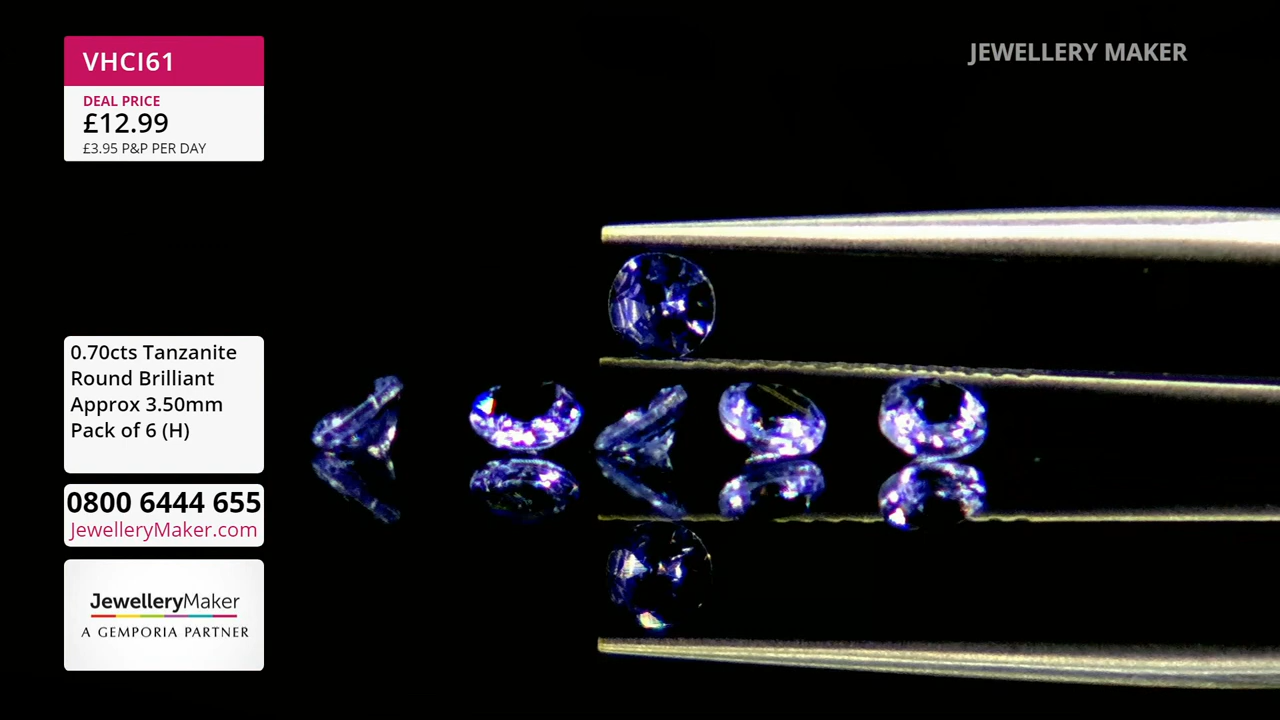 VHCI61
DEAL PRICE
£12.99
£3.95 P&P PER DAY
JEWELLERY MAKER
0.70cts Tanzanite
Round Brilliant
Approx 3.50mm
Pack of 6 (H)
0800 6444 655
JewelleryMaker.com
JewelleryMaker
A GEMPORIA PARTNER